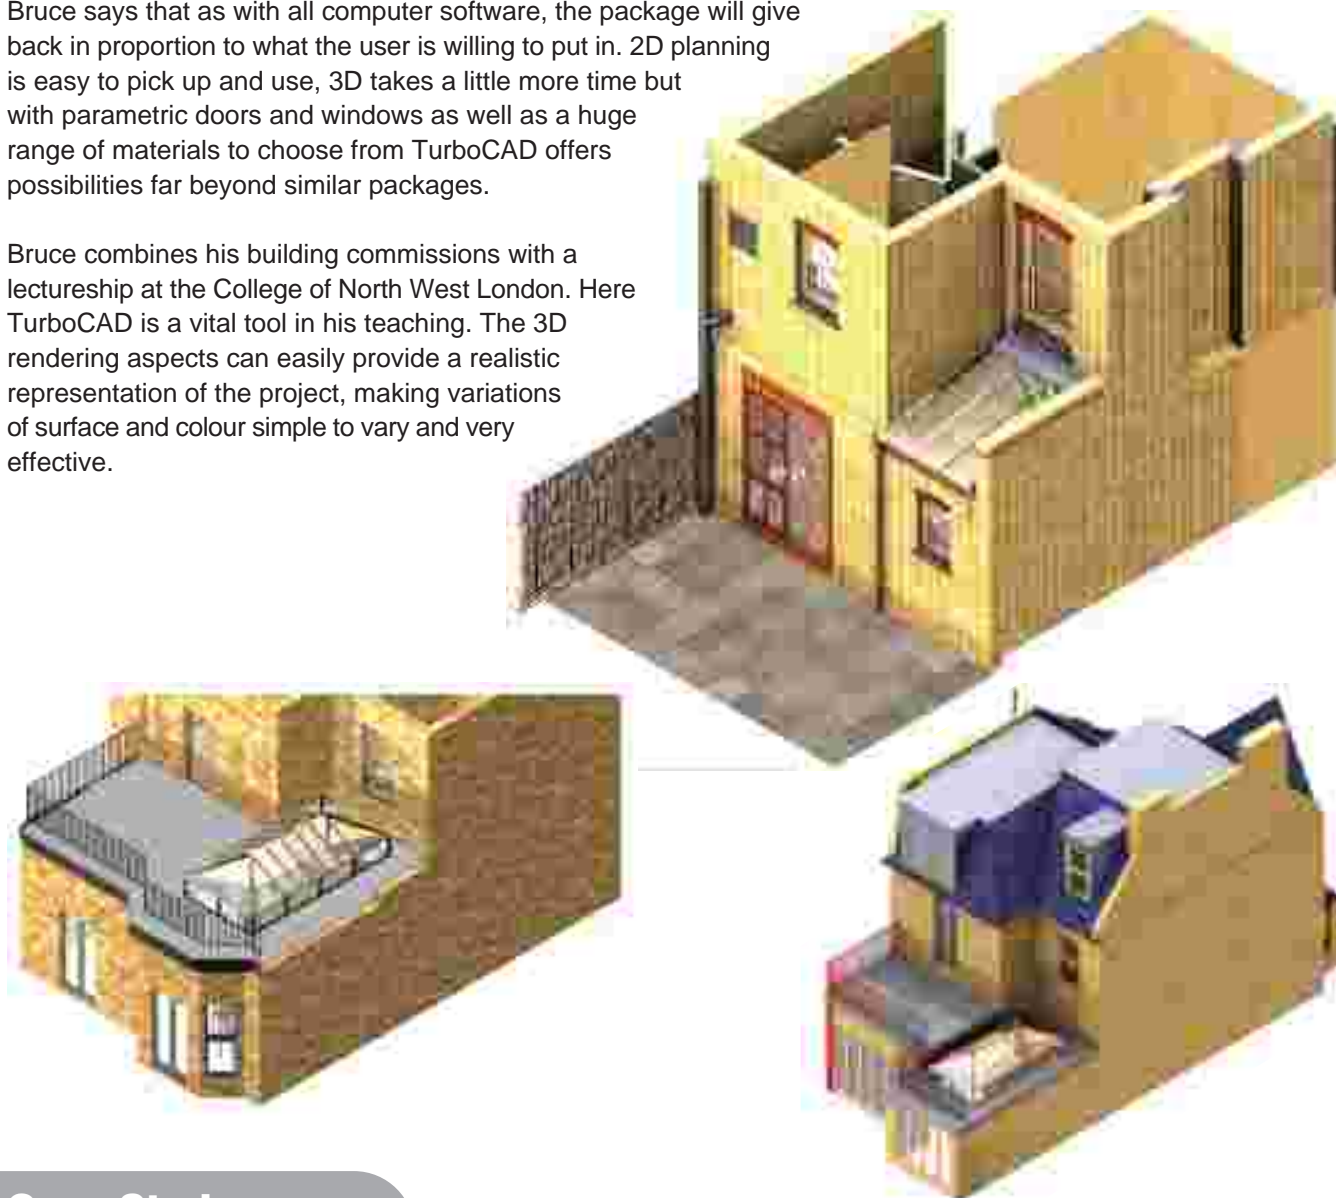 Bruce says that as with all computer software, the package will give
back in proportion to what the user is willing to put in. 2D planning
is easy to pick up and use, 3D takes a little more time but
with parametric doors and windows as well as a huge
range of materials to choose from TurboCAD offers
possibilities far beyond similar packages.
Bruce combines his building commissions with a
lectureship at the College of North West London. Here
TurboCAD is a vital tool in his teaching. The 3D
rendering aspects can easily provide a realistic
representation of the project, making variations
of surface and colour simple to vary and very
effective.